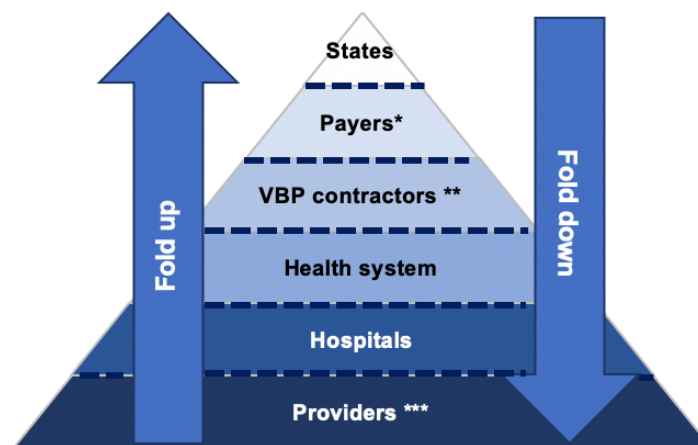 States
Payers*
VBP contractors **
Health system
Hospitals
Providers ***
Fold up
Fold down